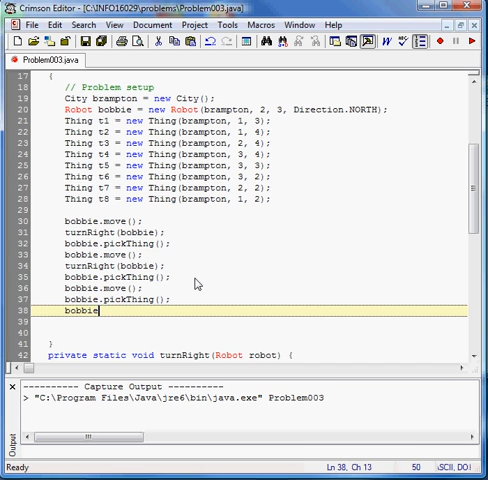 Crimson Editor - [C:\INFO16029\problems\Problem003.java]
File Edit Search View Document Project Tools Macros Window Help
Problem003.java
17 {
18 // Problem setup
19 City brampton = new City();
20 Robot bobbie = new Robot(brampton, 2, 3, Direction.NORTH);
21 Thing t1 = new Thing(brampton, 1, 3);
22 Thing t2 = new Thing(brampton, 1, 4);
23 Thing t3 = new Thing(brampton, 2, 4);
24 Thing t4 = new Thing(brampton, 3, 4);
25 Thing t5 = new Thing(brampton, 3, 3);
26 Thing t6 = new Thing(brampton, 3, 2);
27 Thing t7 = new Thing(brampton, 2, 2);
28 Thing t8 = new Thing(brampton, 1, 2);
29
30 bobbie.move();
31 turnRight(bobbie);
32 bobbie.pickThing();
33 bobbie.move();
34 turnRight(bobbie);
35 bobbie.pickThing();
36 bobbie.move();
37 bobbie.pickThing();
38 bobbie
39
40
41 }
42 private static void turnRight(Robot robot) {
---------- Capture Output ----------
> "C:\Program Files\Java\jre6\bin\java.exe" Problem003
Output
Ready Ln 38, Ch 13 50 ASCII, DO